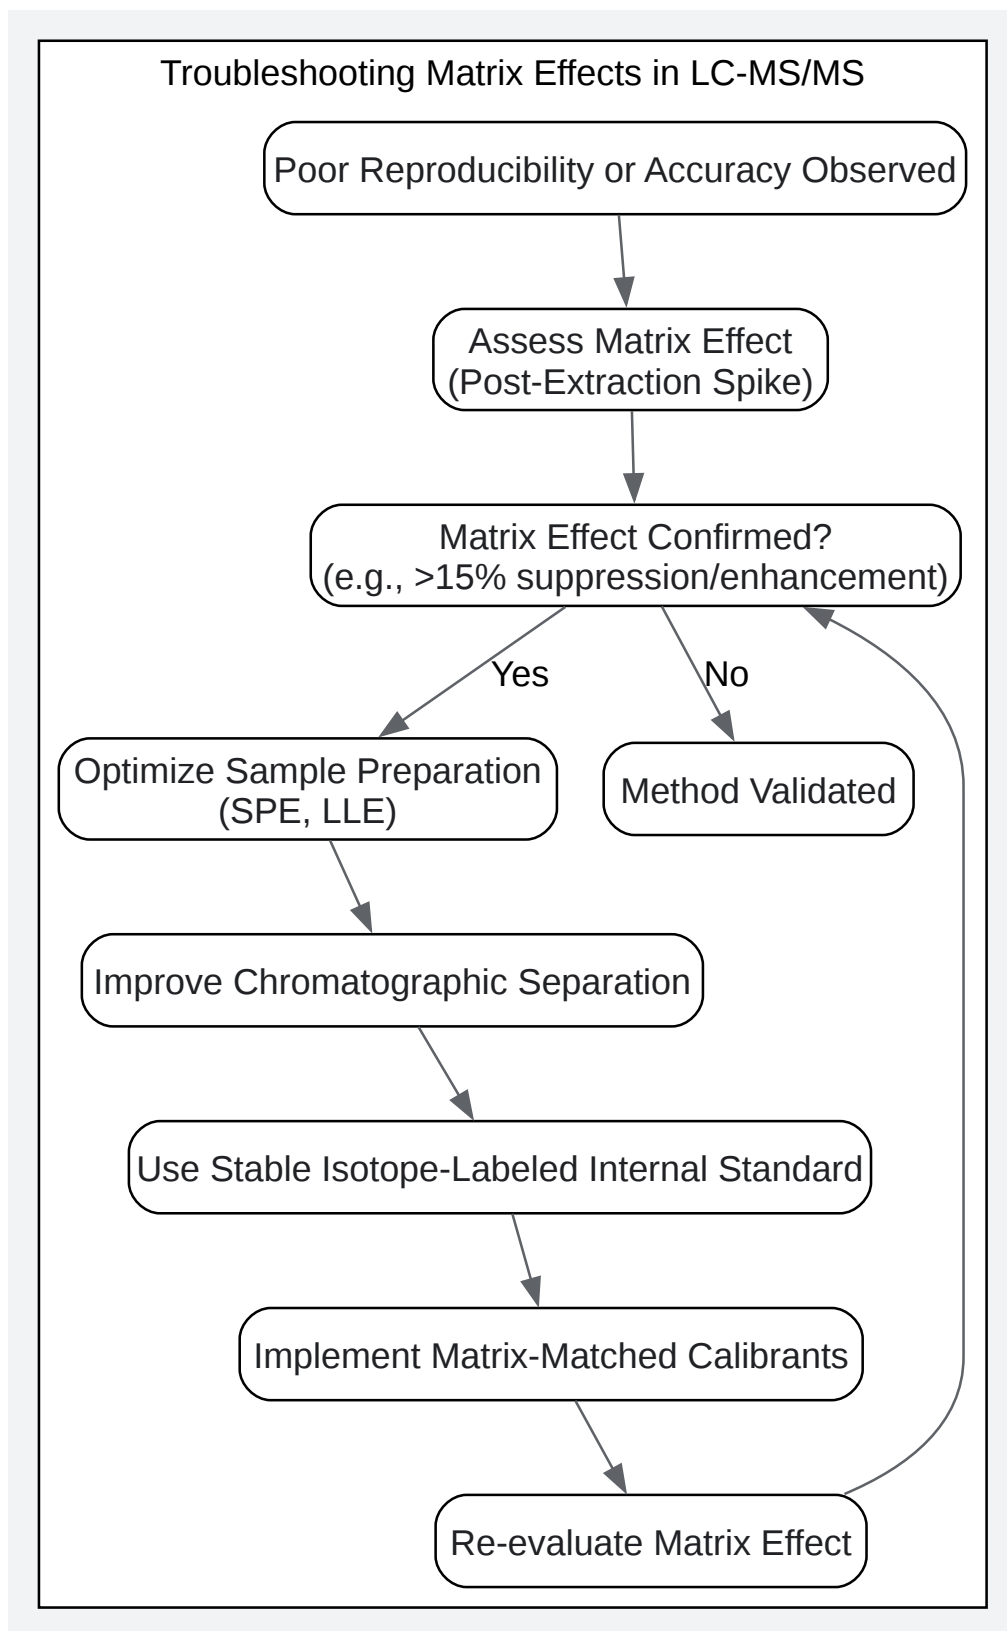 Troubleshooting Matrix Effects in LC-MS/MS
Poor Reproducibility or Accuracy Observed
Assess Matrix Effect
(Post-Extraction Spike)
Matrix Effect Confirmed?
(e.g., >15% suppression/enhancement)
Yes
No
Optimize Sample Preparation
(SPE, LLE)
Method Validated
Improve Chromatographic Separation
Use Stable Isotope-Labeled Internal Standard
Implement Matrix-Matched Calibrants
Re-evaluate Matrix Effect